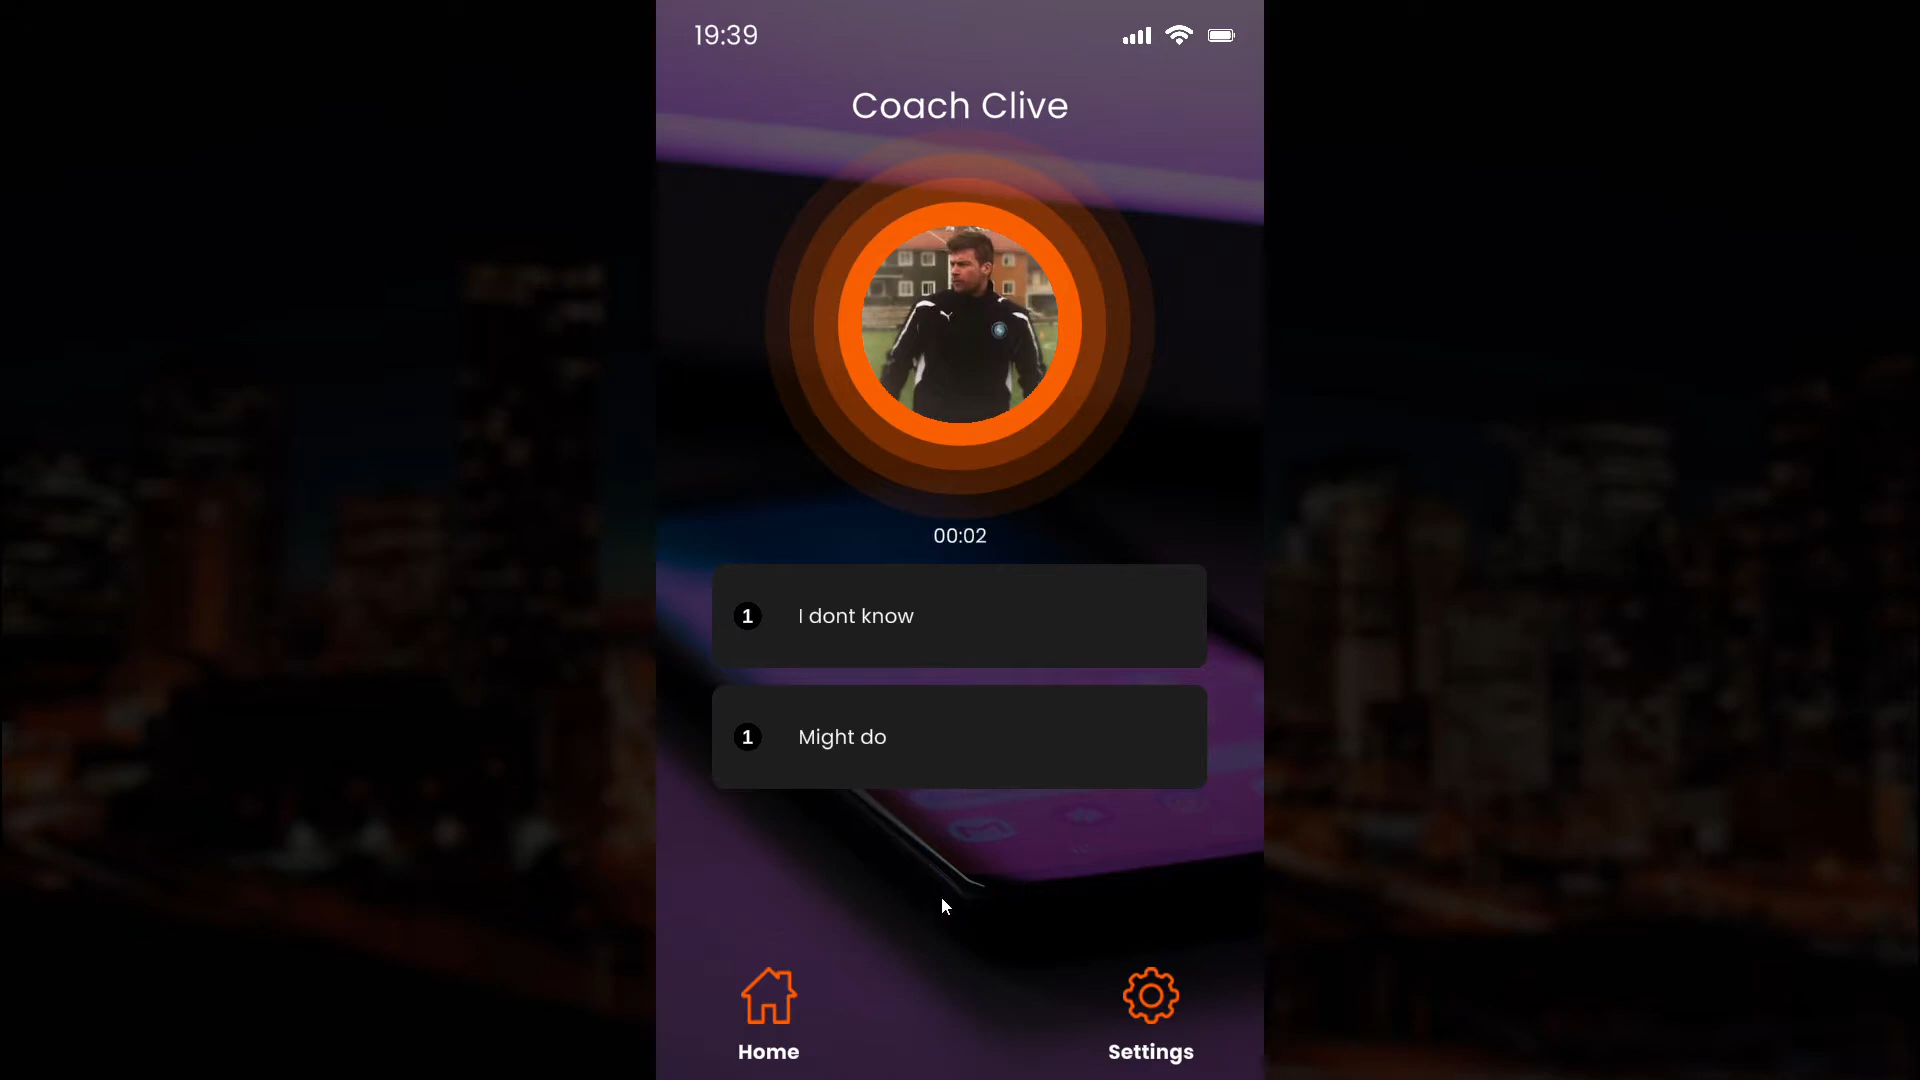 19:39
Coach Clive
00:02
1 I dont know
1 Might do
Home
Settings